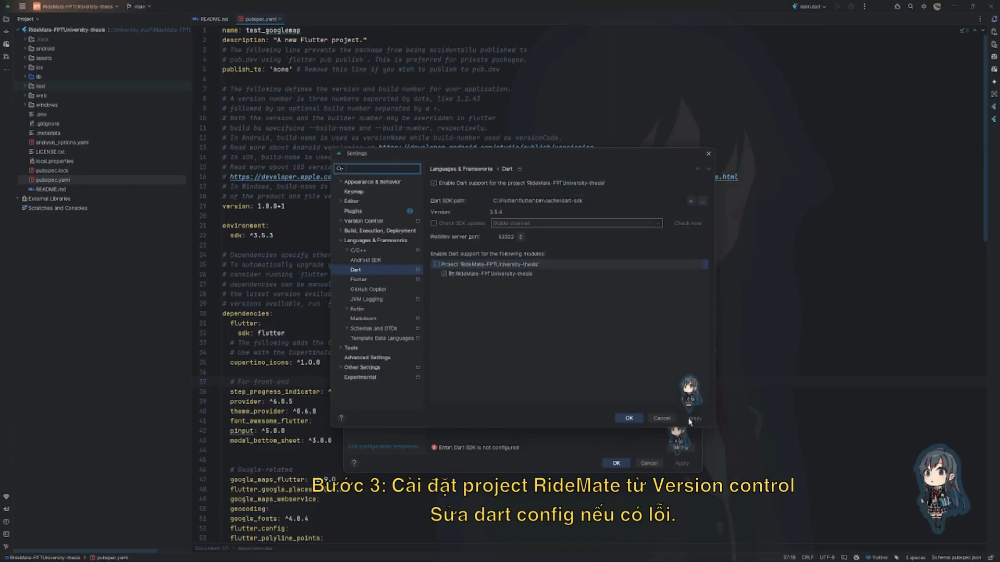 RM RideMate-FPTUniversity-thesis
main
main.dart
Project
README.md
pubspec.yaml
RideMate-FPTUniversity-thesis E:\University stuff\RideMate-FPTU
.idea
android
assets
ios
lib
test
web
windows
.env
.gitignore
.metadata
analysis_options.yaml
LICENSE.txt
local.properties
pubspec.lock
pubspec.yaml
README.md
External Libraries
Scratches and Consoles
1 name: test_googlemap
2 description: "A new Flutter project."
3 # The following line prevents the package from being accidentally published to
4 # pub.dev using `flutter pub publish`. This is preferred for private packages.
5 publish_to: 'none' # Remove this line if you wish to publish to pub.dev
6
7 # The following defines the version and build number for your application.
8 # A version number is three numbers separated by dots, like 1.2.43
9 # followed by an optional build number separated by a +.
10 # Both the version and the builder number may be overridden in flutter
11 # build by specifying --build-name and --build-number, respectively.
12 # In Android, build-name is used as versionName while build-number used as versionCode.
13 # Read more about Android versioning at https://developer.android.com/studio/publish/versioning
14 # In iOS, build-name is used
15 # Read more about iOS versio
16 # https://developer.apple.co s.html
17 # In Windows, build-name is
18 # of the product and file ve
19 version: 1.0.0+1
20
21 environment:
22 sdk: ^3.5.3
23
24 # Dependencies specify other
25 # To automatically upgrade y
26 # consider running `flutter
27 # dependencies can be manual
28 # the latest version availab
29 # versions available, run `f
30 dependencies:
31 flutter:
32 sdk: flutter
33 # The following adds the C
34 # Use with the CupertinoIc
35 cupertino_icons: ^1.0.8
36
37 # For front-end
38 step_progress_indicator: ^
39 provider: ^6.0.5
40 theme_provider: ^0.6.0
41 font_awesome_flutter:
42 pinput: ^5.0.0
43 modal_bottom_sheet: ^3.0.0
44
45
46 # Google-related
47 google_maps_flutter: 9.0
48 flutter_google_places
49 google_maps_webservice:
50 geocoding:
51 google_fonts: ^4.0.4
52 flutter_config:
53 flutter_polyline_points:
6
Settings
Appearance & Behavior
Keymap
Editor
Plugins
Version Control
Build, Execution, Deployment
Languages & Frameworks
C/C++
Android SDK
Dart
Flutter
GitHub Copilot
JVM Logging
Kotlin
Markdown
Schemas and DTDs
Template Data Languages
Tools
Advanced Settings
Other Settings
Experimental
Languages & Frameworks › Dart
Enable Dart support for the project 'RideMate-FPTUniversity-thesis'
Dart SDK path: C:\Flutter\flutter\bin\cache\dart-sdk
Version: 3.5.4
Check SDK update: Stable channel Check now
Webdev server port: 53322
Enable Dart support for the following modules:
Project 'RideMate-FPTUniversity-thesis'
RideMate-FPTUniversity-thesis
? OK Cancel Apply
Edit configuration templates...
Error: Dart SDK is not configured
Fix
? OK Cancel Apply
Bước 3: Cài đặt project RideMate từ Version control
Sửa dart config nếu có lỗi.
Document 1/1 › dependencies:
RideMate-FPTUniversity-thesis › pubspec.yaml
37:18 CRLF UTF-8 Yukino 2 spaces Schema: pubspec.json